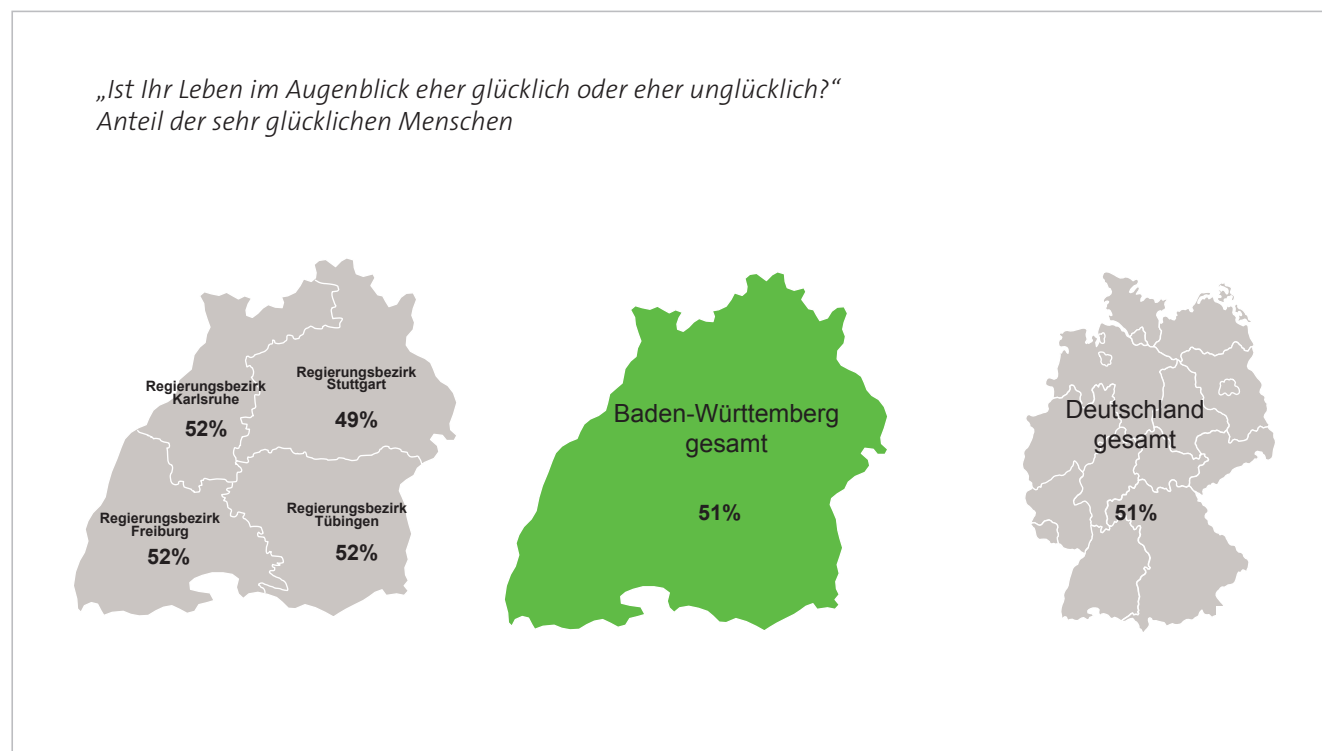 „Ist Ihr Leben im Augenblick eher glücklich oder eher unglücklich?“
Anteil der sehr glücklichen Menschen
Regierungsbezirk
Karlsruhe
52%
Regierungsbezirk
Stuttgart
49%
Regierungsbezirk
Freiburg
52%
Regierungsbezirk
Tübingen
52%
Baden-Württemberg
gesamt
51%
Deutschland
gesamt
51%